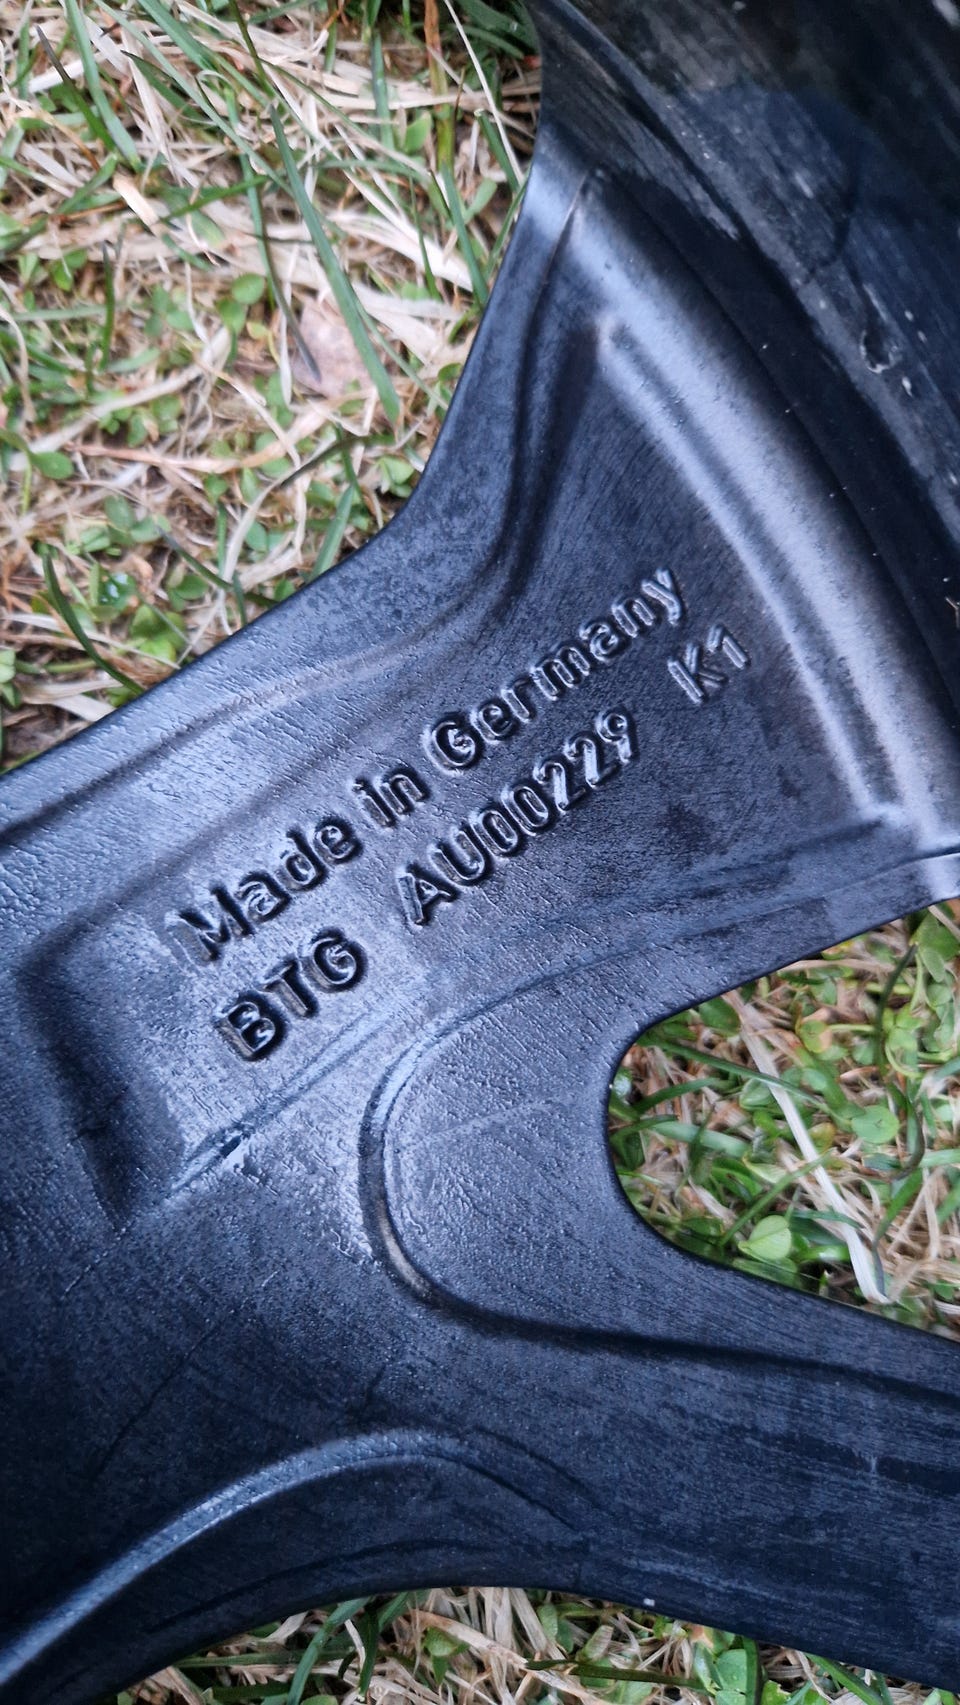 Made in Germany
BTG AU00229 K1